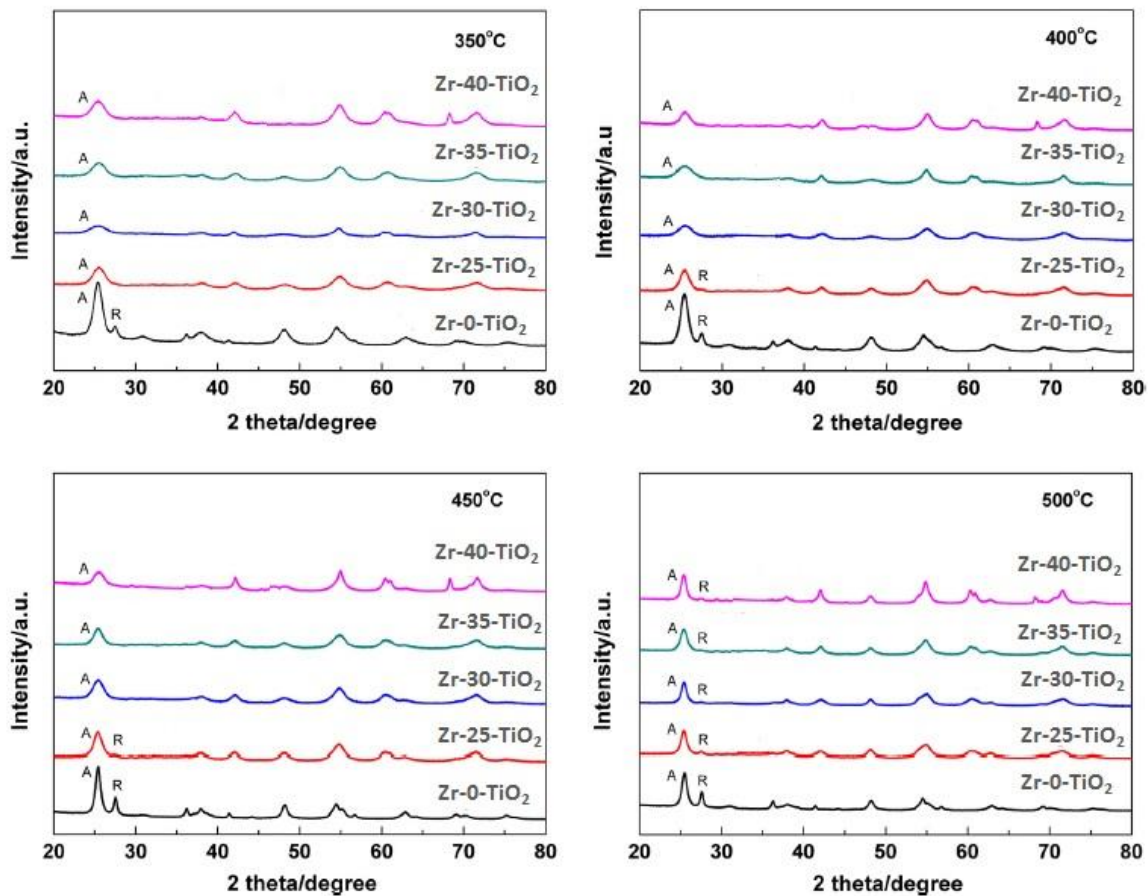 350°C
Zr-40-TiO₂
A
Zr-35-TiO₂
A
Zr-30-TiO₂
A
Zr-25-TiO₂
A
A
R
Zr-0-TiO₂
Intensity/a.u.
20 30 40 50 60 70 80
2 theta/degree
400°C
Zr-40-TiO₂
A
Zr-35-TiO₂
A
Zr-30-TiO₂
A
Zr-25-TiO₂
A R
A R
Zr-0-TiO₂
Intensity/a.u
20 30 40 50 60 70 80
2 theta/degree
450°C
Zr-40-TiO₂
A
Zr-35-TiO₂
A
Zr-30-TiO₂
A
Zr-25-TiO₂
A R
A R
Zr-0-TiO₂
Intensity/a.u.
20 30 40 50 60 70 80
2 theta/degree
500°C
Zr-40-TiO₂
A R
Zr-35-TiO₂
A R
Zr-30-TiO₂
A R
Zr-25-TiO₂
A R
A R
Zr-0-TiO₂
Intensity/a.u.
20 30 40 50 60 70 80
2 theta/degree